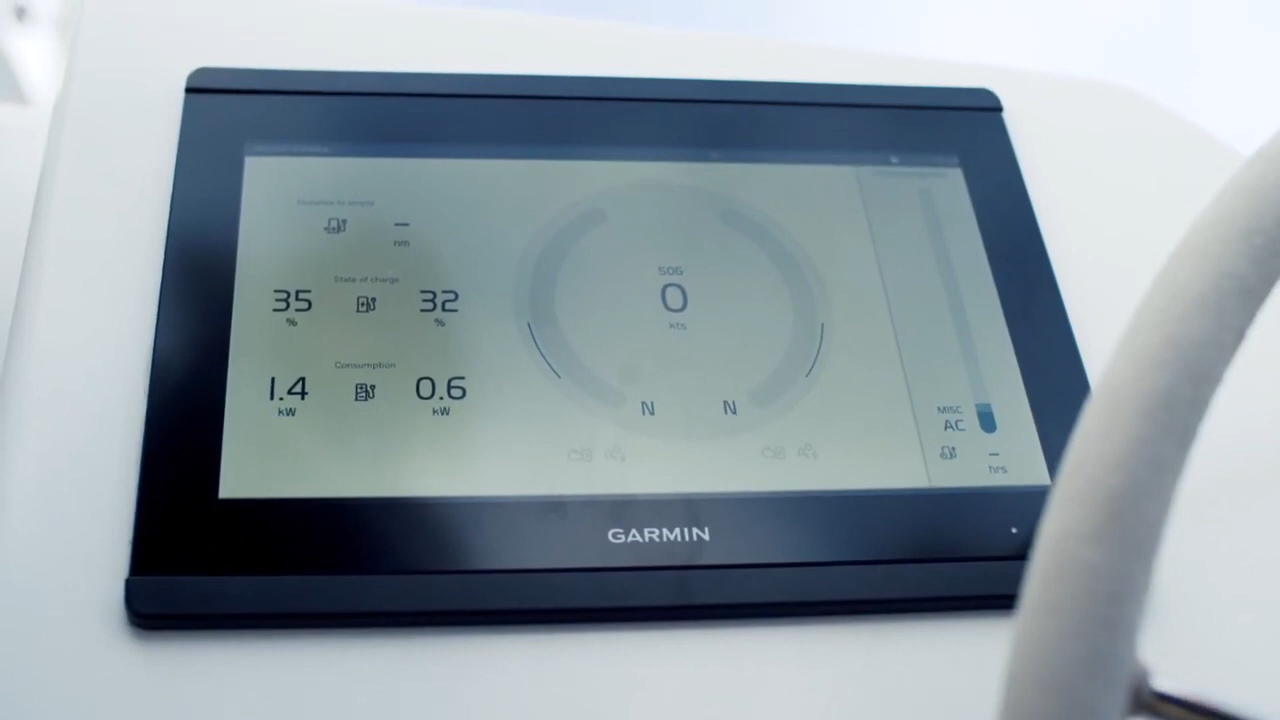 Distance to empty
–
nm
State of charge
35 % 32 %
Consumption
1.4 kW 0.6 kW
SOG
0
kts
N N
MISC
AC
–
hrs
GARMIN